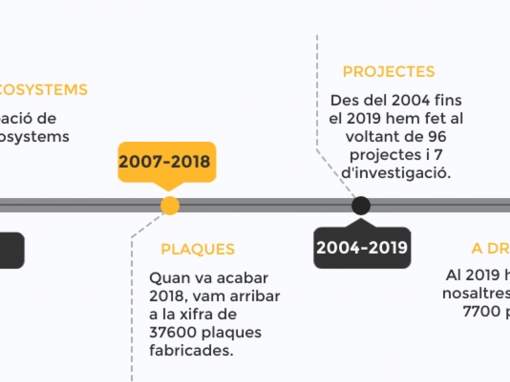 COSYSTEMS
ació de
osystems
2007-2018
PLAQUES
Quan va acabar
2018, vam arribar
a la xifra de
37600 plaques
fabricades.
PROJECTES
Des del 2004 fins
el 2019 hem fet al
voltant de 96
projectes i 7
d'investigació.
2004-2019
A DR
Al 2019 h
nosaltres
7700 p